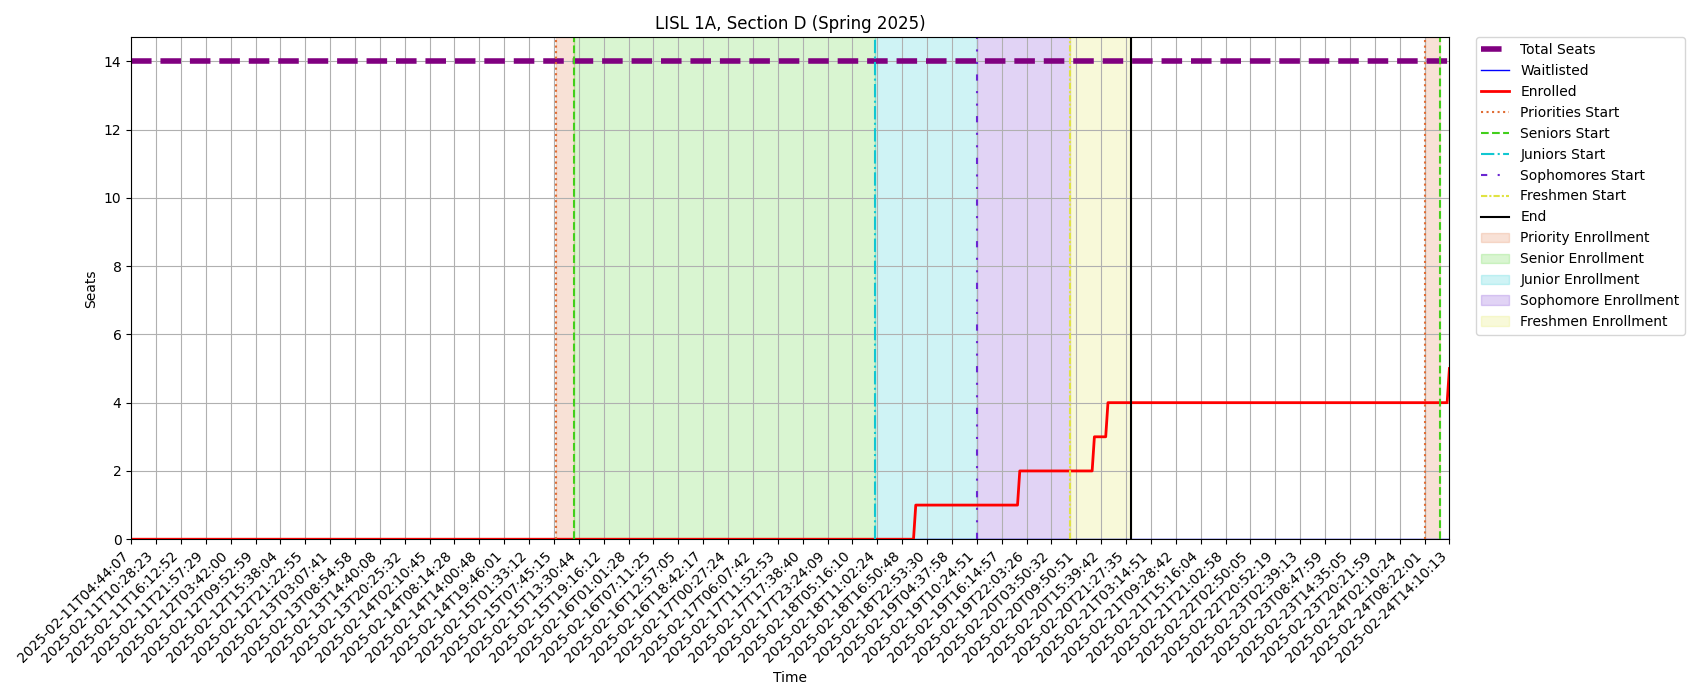 LISL 1A, Section D (Spring 2025)
Seats
14
12
10
8
6
4
2
0
2025-02-11T04:44:07
2025-02-11T10:28:23
2025-02-11T16:12:52
2025-02-11T21:57:29
2025-02-12T03:42:00
2025-02-12T09:52:59
2025-02-12T15:38:04
2025-02-12T21:22:55
2025-02-13T03:07:41
2025-02-13T08:54:58
2025-02-13T14:40:08
2025-02-13T20:25:32
2025-02-14T02:10:45
2025-02-14T08:14:28
2025-02-14T14:00:48
2025-02-14T19:46:01
2025-02-15T01:33:12
2025-02-15T07:45:15
2025-02-15T13:30:44
2025-02-15T19:16:12
2025-02-16T01:01:28
2025-02-16T07:11:25
2025-02-16T12:57:05
2025-02-16T18:42:17
2025-02-17T00:27:24
2025-02-17T06:07:42
2025-02-17T11:52:53
2025-02-17T17:38:40
2025-02-17T23:24:09
2025-02-18T05:16:10
2025-02-18T11:02:24
2025-02-18T16:50:48
2025-02-18T22:53:30
2025-02-19T04:37:58
2025-02-19T10:24:51
2025-02-19T16:14:57
2025-02-19T22:03:26
2025-02-20T03:50:32
2025-02-20T09:50:51
2025-02-20T15:39:42
2025-02-20T21:27:35
2025-02-21T03:14:51
2025-02-21T09:28:42
2025-02-21T15:16:04
2025-02-21T21:02:58
2025-02-22T02:50:05
2025-02-22T20:52:19
2025-02-23T02:39:13
2025-02-23T08:47:59
2025-02-23T14:35:05
2025-02-23T20:21:59
2025-02-24T02:10:24
2025-02-24T08:22:01
2025-02-24T14:10:13
Time
Total Seats
Waitlisted
Enrolled
Priorities Start
Seniors Start
Juniors Start
Sophomores Start
Freshmen Start
End
Priority Enrollment
Senior Enrollment
Junior Enrollment
Sophomore Enrollment
Freshmen Enrollment